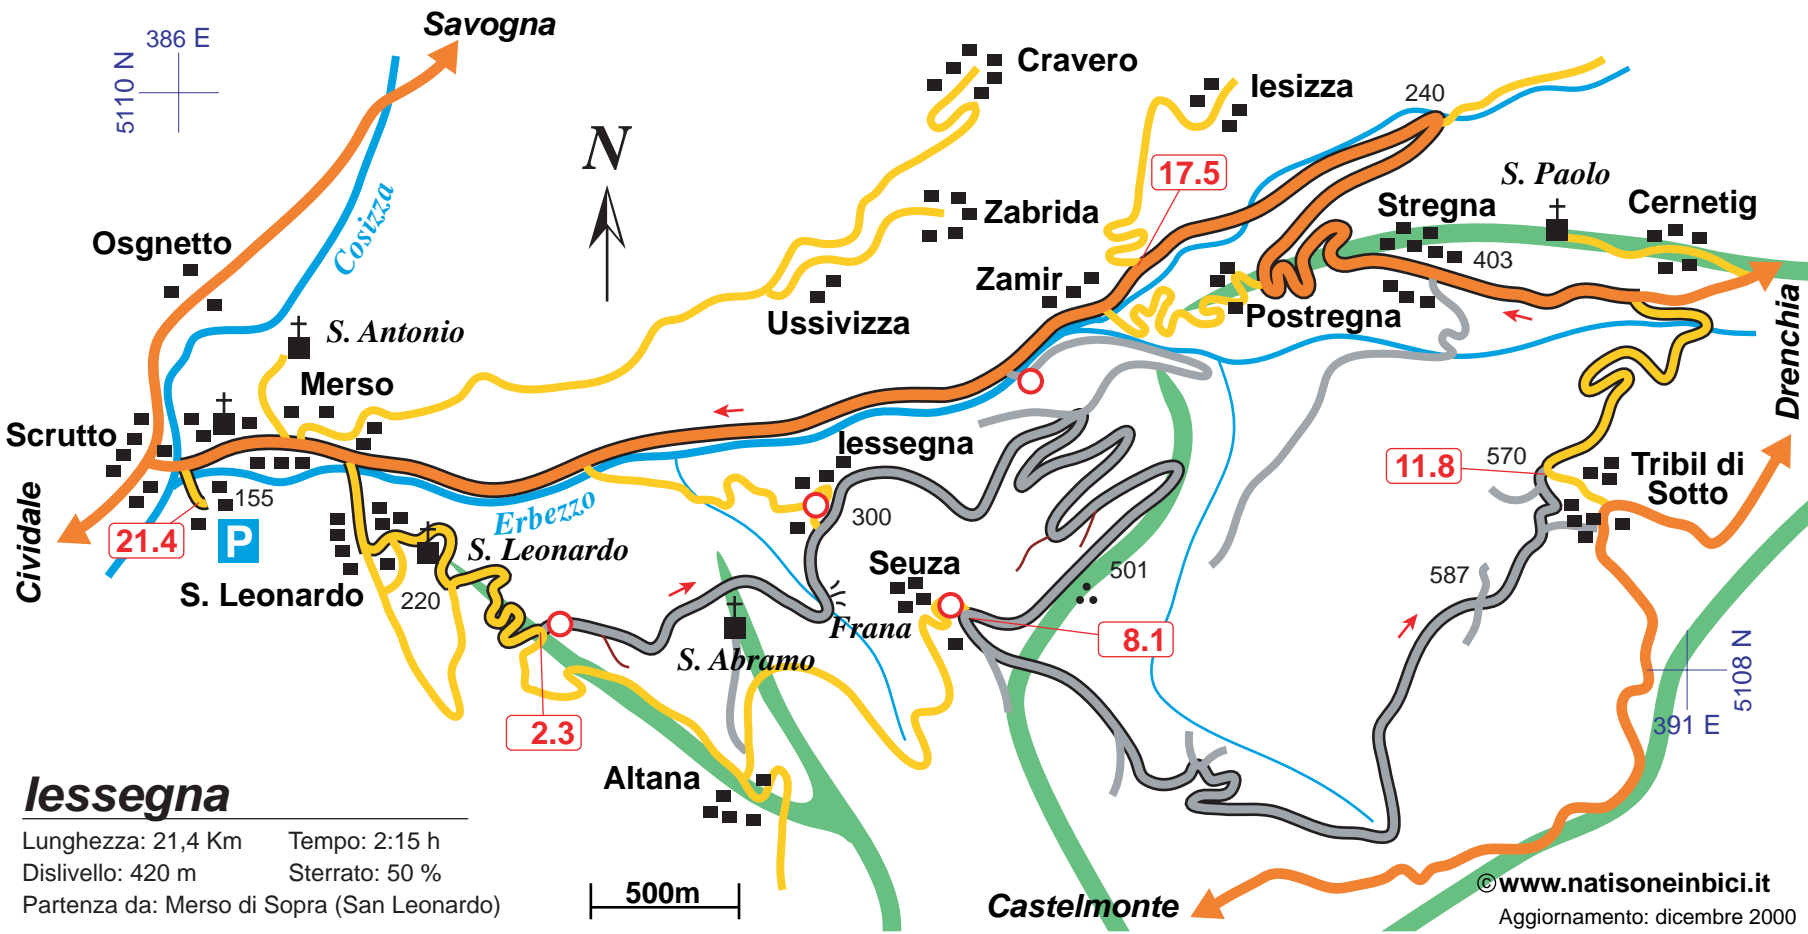 Savogna
386 E
5110 N
Cravero
Iesizza
240
N
17.5
S. Paolo
Stregna
Cernetig
Cosizza
Zabrida
Osgnetto
403
Zamir
Drenchia
Ussivizza
Postregna
S. Antonio
Merso
Scrutto
Iessegna
11.8
570
Tribil di
Sotto
155
Erbezzo
300
Cividale
21.4
P
S. Leonardo
Seuza
501
587
S. Leonardo
220
Frana
8.1
S. Abramo
5108 N
391 E
2.3
Altana
Iessegna
Lunghezza: 21,4 Km
Tempo: 2:15 h
Dislivello: 420 m
Sterrato: 50 %
Partenza da: Merso di Sopra (San Leonardo)
500m
Castelmonte
©www.natisoneinbici.it
Aggiornamento: dicembre 2000